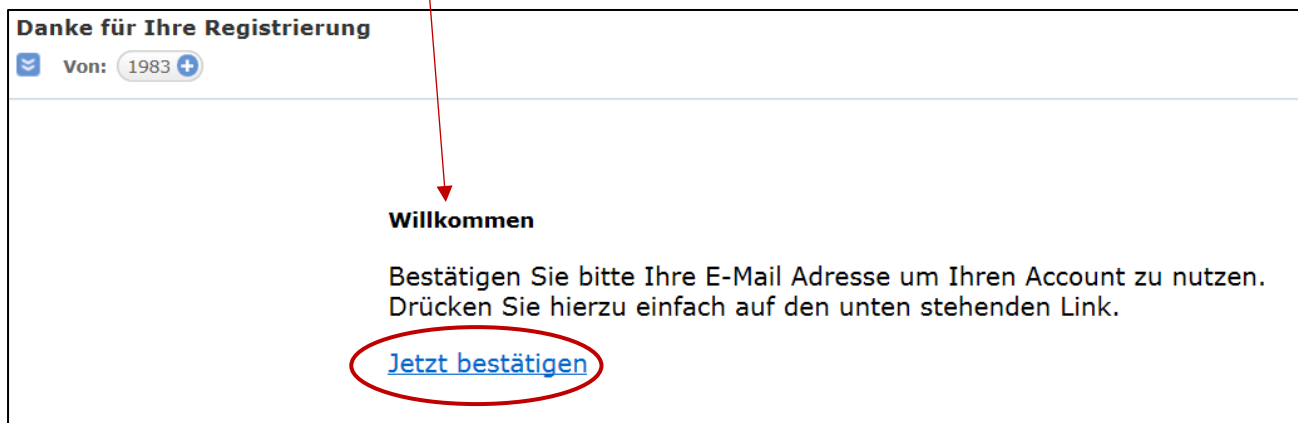 Danke für Ihre Registrierung
Von: 1983
Willkommen
Bestätigen Sie bitte Ihre E-Mail Adresse um Ihren Account zu nutzen.
Drücken Sie hierzu einfach auf den unten stehenden Link.
Jetzt bestätigen